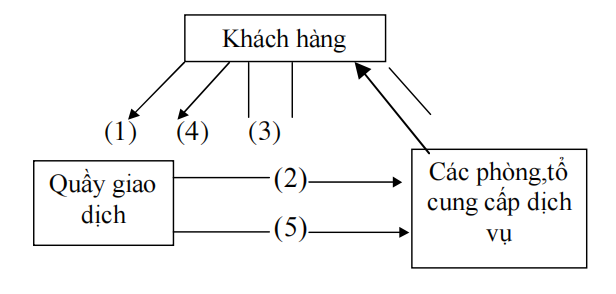 Khách hàng
(1) (4) (3)
Quầy giao
dịch
(2)
(5)
Các phòng,tổ
cung cấp dịch
vụ